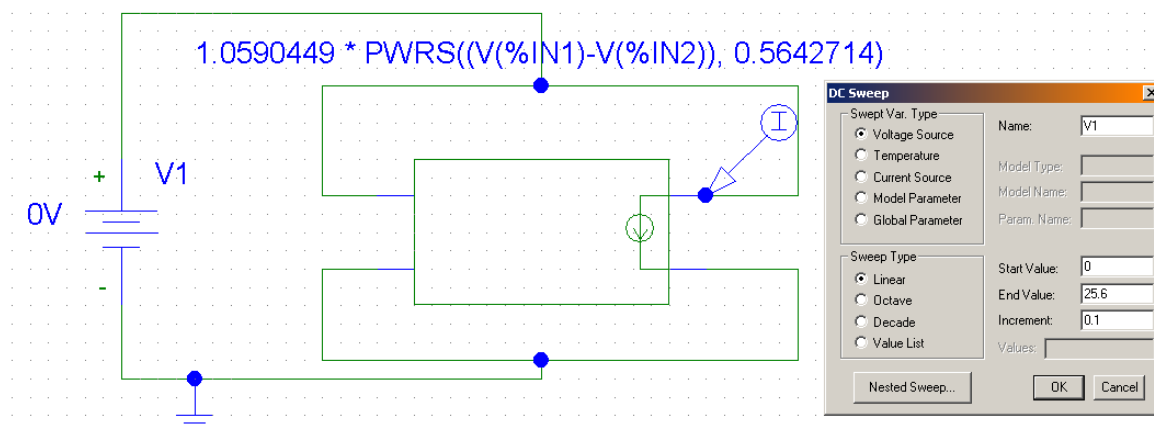 1.0590449 * PWRS((V(%IN1)-V(%IN2)), 0.5642714)
I
+
V1
0V
-
DC Sweep
Swept Var. Type
Voltage Source
Temperature
Current Source
Model Parameter
Global Parameter
Name: V1
Model Type:
Model Name:
Param. Name:
Sweep Type
Linear
Octave
Decade
Value List
Start Value: 0
End Value: 25.6
Increment: 0.1
Values:
Nested Sweep...
OK
Cancel